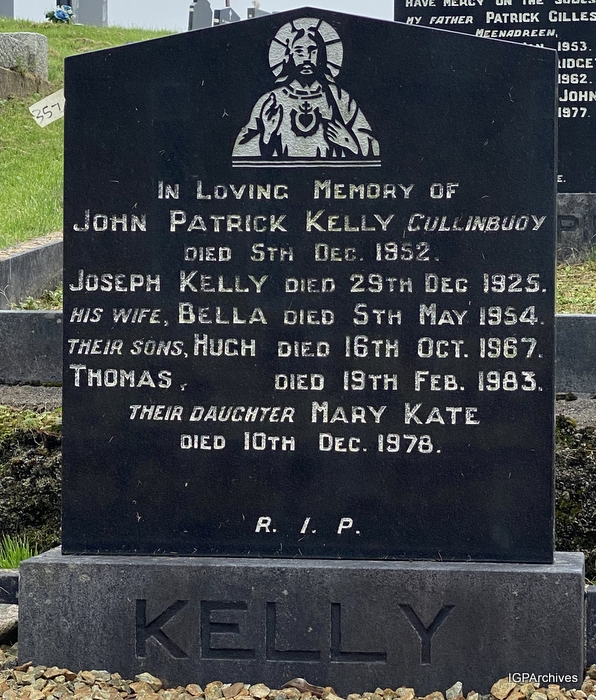 HAVE MERCY ON THE SOULS
MY FATHER PATRICK GILLES
MEENADREEN,
JAN. 1953.
RIDGET
1962.
JOHN
1977.
E.
357
IN LOVING MEMORY OF
JOHN PATRICK KELLY CULLINBUOY
DIED 5TH DEC. 1952.
JOSEPH KELLY DIED 29TH DEC 1925.
HIS WIFE, BELLA DIED 5TH MAY 1954.
THEIR SONS, HUGH DIED 16TH OCT. 1967.
THOMAS, DIED 19TH FEB. 1983.
THEIR DAUGHTER MARY KATE
DIED 10TH DEC. 1978.
R. I. P.
KELLY
IGPArchives